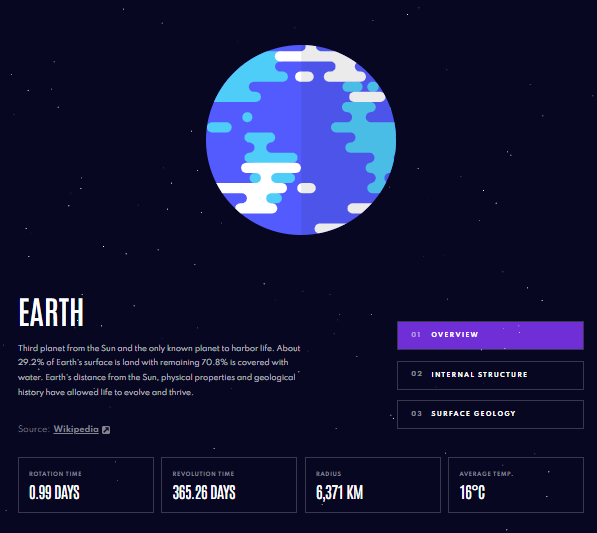 EARTH
Third planet from the Sun and the only known planet to harbor life. About
29.2% of Earth's surface is land with remaining 70.8% is covered with
water. Earth's distance from the Sun, physical properties and geological
history have allowed life to evolve and thrive.
Source: Wikipedia
01 OVERVIEW
02 INTERNAL STRUCTURE
03 SURFACE GEOLOGY
ROTATION TIME
0.99 DAYS
REVOLUTION TIME
365.26 DAYS
RADIUS
6,371 KM
AVERAGE TEMP.
16°C